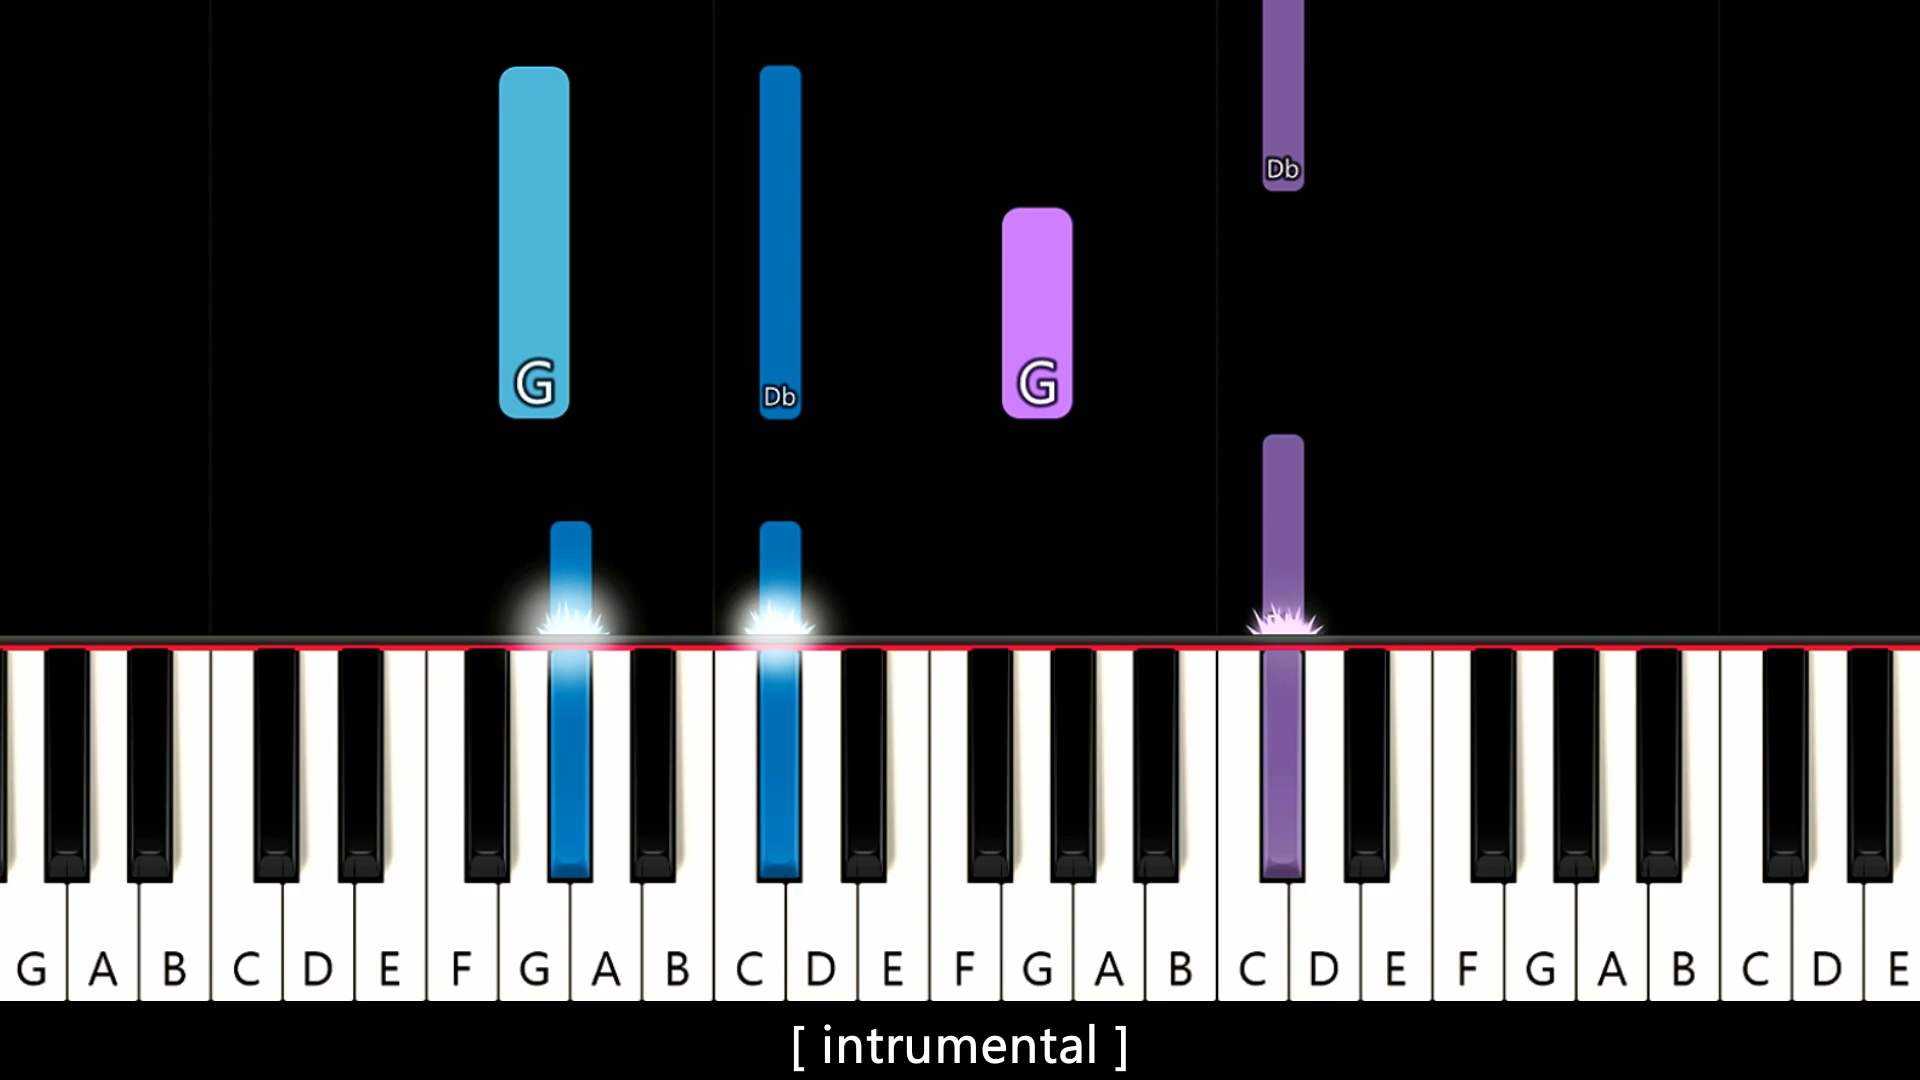 Db
G
Db
G
G A B C D E F G A B C D E F G A B C D E F G A B C D E
[ intrumental ]